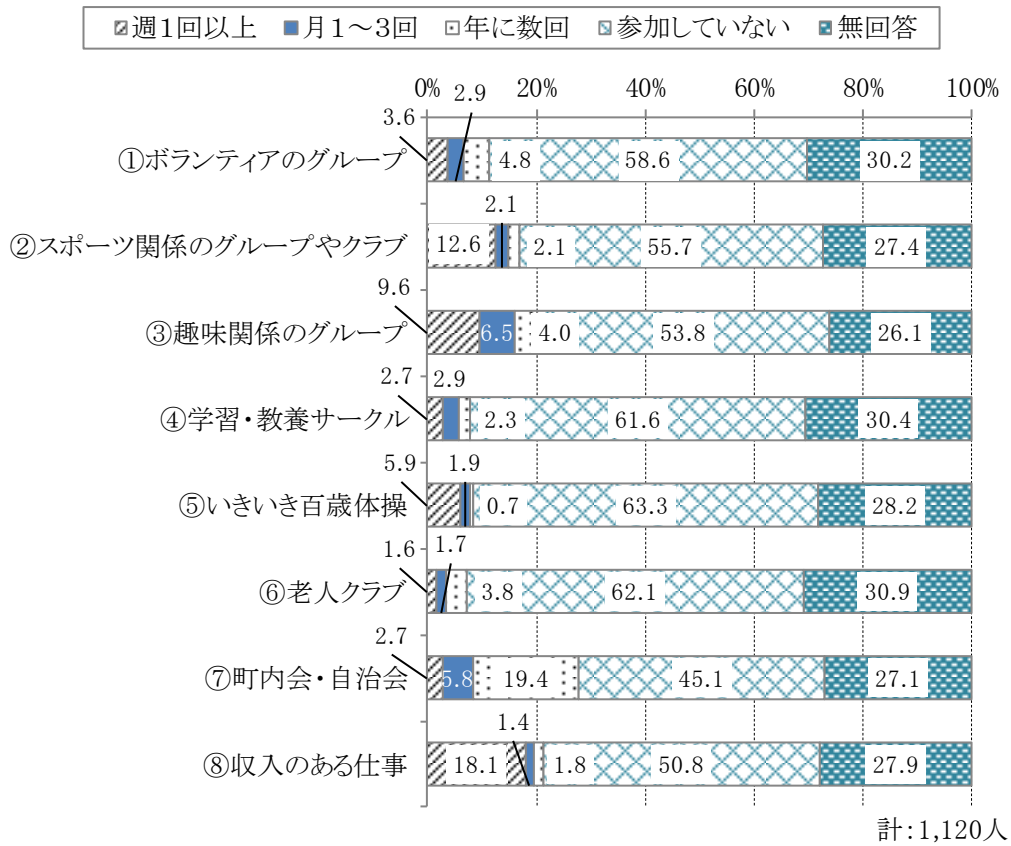 週1回以上 月1～3回 年に数回 参加していない 無回答
0% 20% 40% 60% 80% 100%
3.6 2.9
①ボランティアのグループ 4.8 58.6 30.2
2.1
②スポーツ関係のグループやクラブ 12.6 2.1 55.7 27.4
9.6
③趣味関係のグループ 6.5 4.0 53.8 26.1
2.7 2.9
④学習・教養サークル 2.3 61.6 30.4
5.9 1.9
⑤いきいき百歳体操 0.7 63.3 28.2
1.6 1.7
⑥老人クラブ 3.8 62.1 30.9
2.7
⑦町内会・自治会 5.8 19.4 45.1 27.1
1.4
⑧収入のある仕事 18.1 1.8 50.8 27.9
計：1,120人